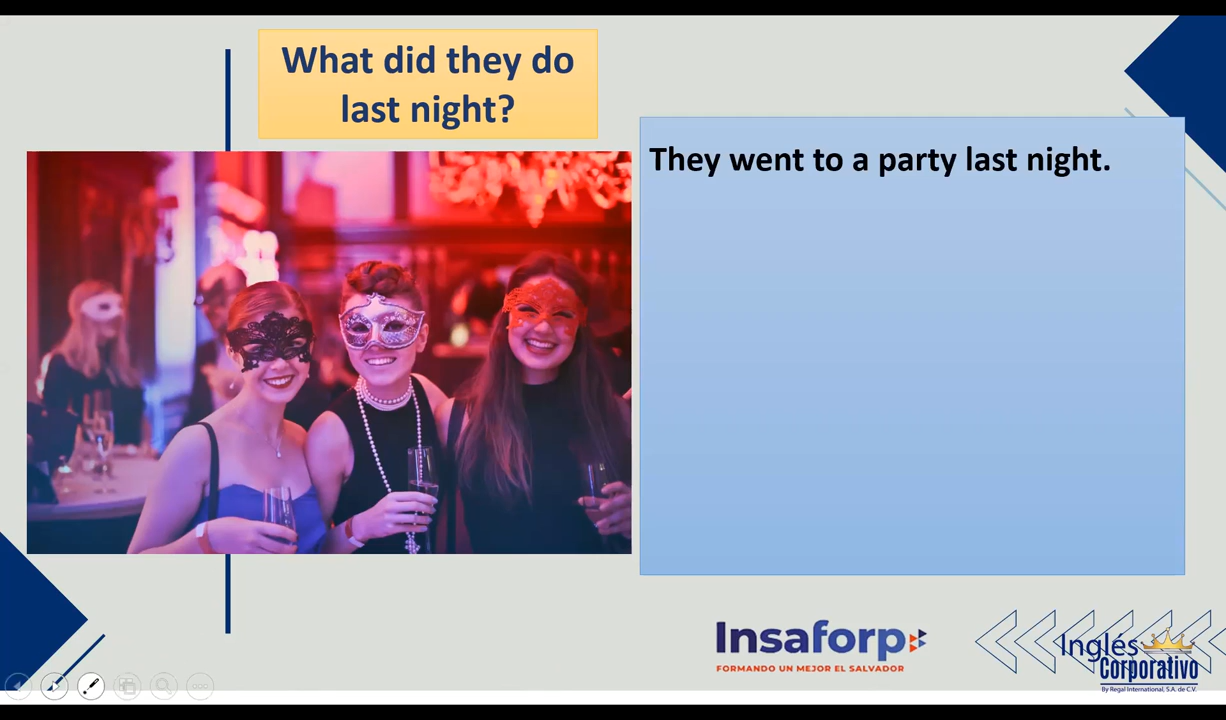 What did they do
last night?
They went to a party last night.
Insaforp
FORMANDO UN MEJOR EL SALVADOR
Inglés
Corporativo
By Regal International, S.A. de C.V.